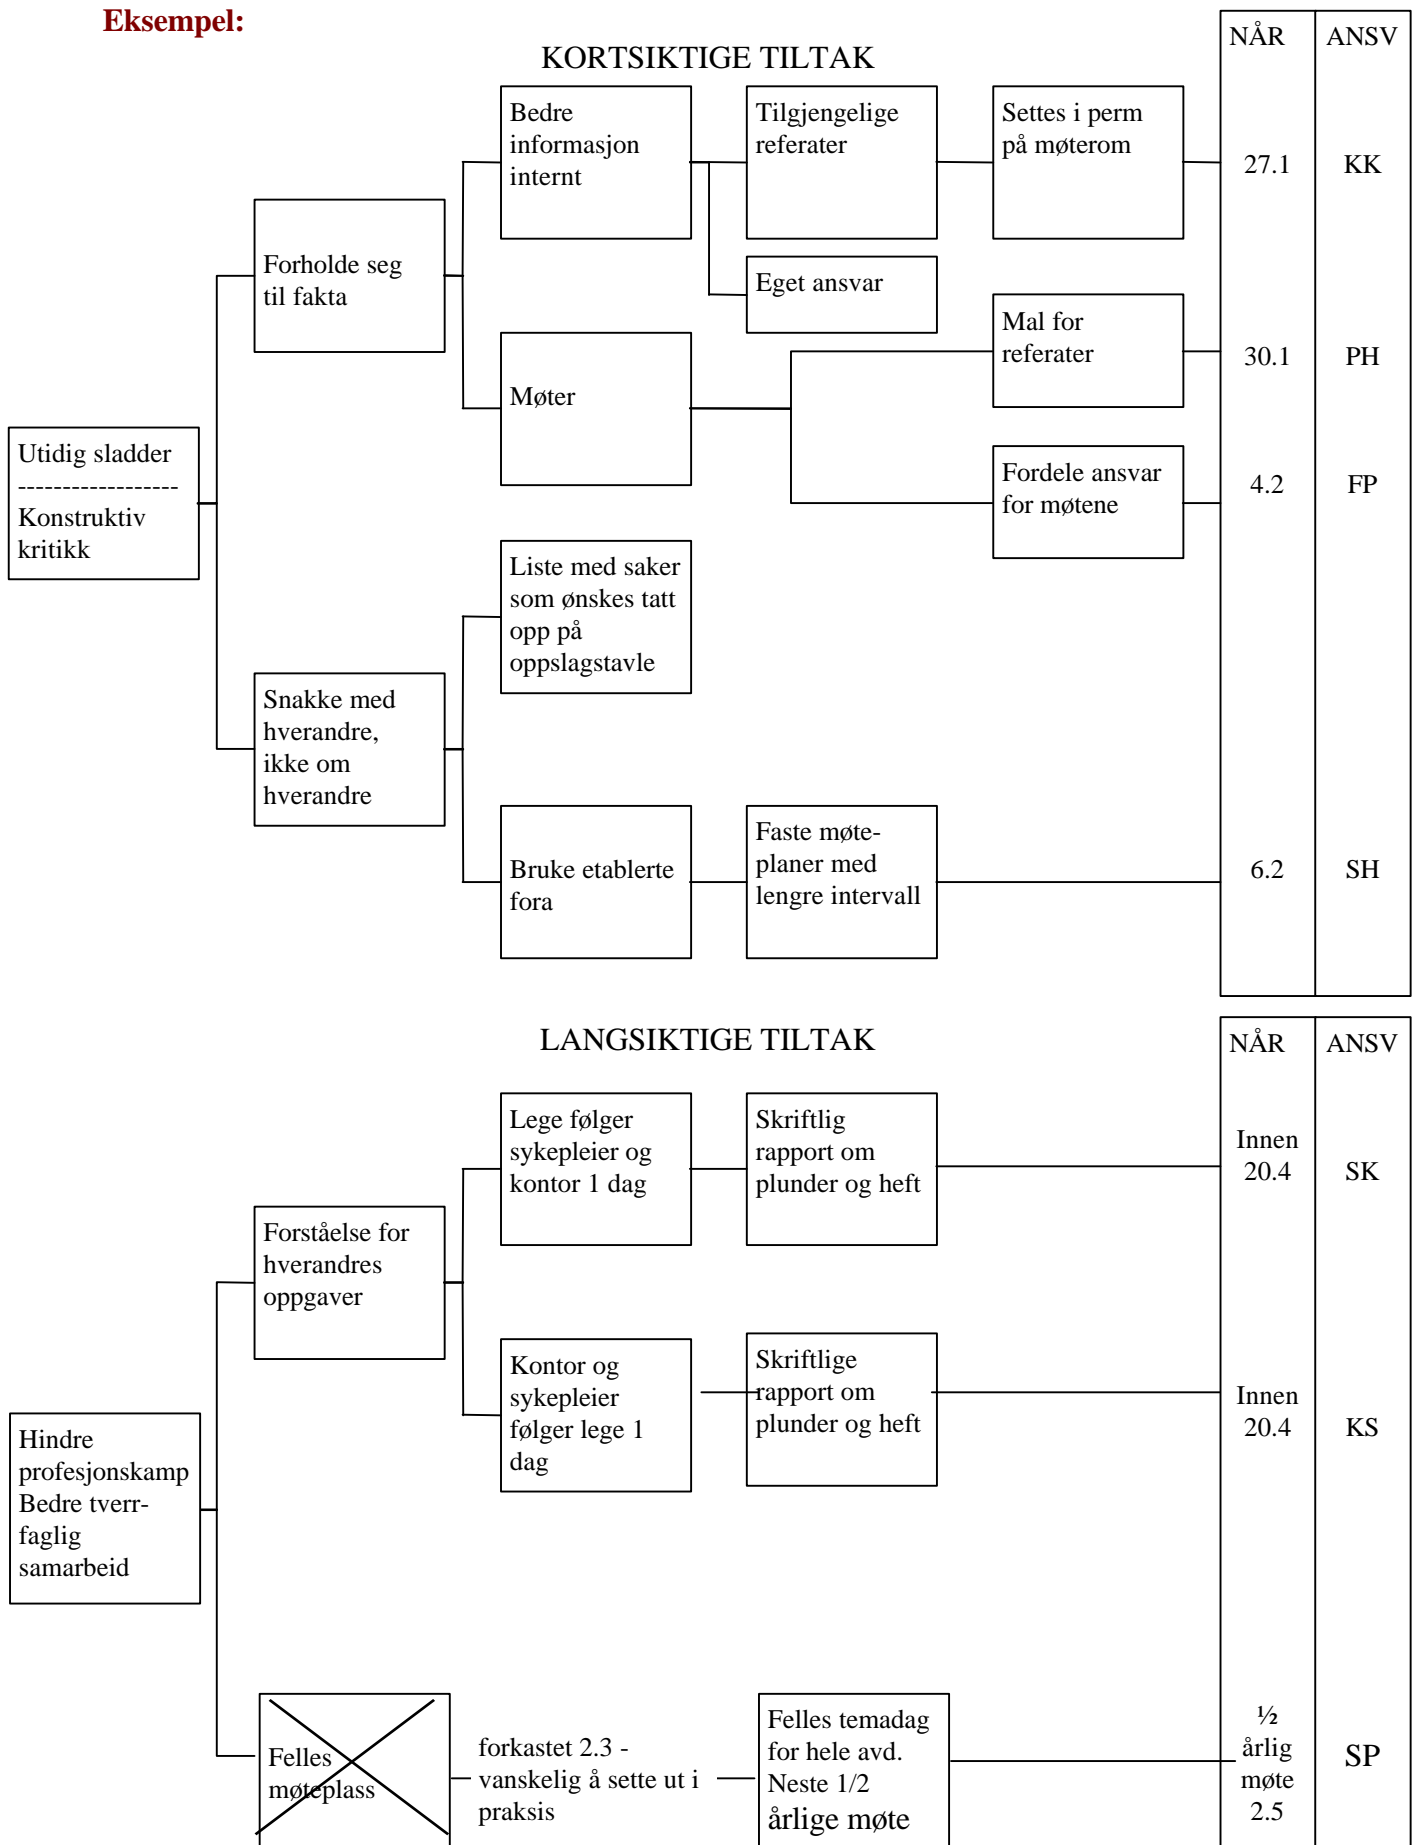 Eksempel:
KORTSIKTIGE TILTAK
NÅR
ANSV
Utidig sladder
------------------
Konstruktiv
kritikk
Forholde seg
til fakta
Bedre
informasjon
internt
Tilgjengelige
referater
Settes i perm
på møterom
27.1
KK
Eget ansvar
Møter
Mal for
referater
30.1
PH
Fordele ansvar
for møtene
4.2
FP
Snakke med
hverandre,
ikke om
hverandre
Liste med saker
som ønskes tatt
opp på
oppslagstavle
Bruke etablerte
fora
Faste møte-
planer med
lengre intervall
6.2
SH
LANGSIKTIGE TILTAK
NÅR
ANSV
Hindre
profesjonskamp
Bedre tverr-
faglig
samarbeid
Forståelse for
hverandres
oppgaver
Lege følger
sykepleier og
kontor 1 dag
Skriftlig
rapport om
plunder og heft
Innen
20.4
SK
Kontor og
sykepleier
følger lege 1
dag
Skriftlige
rapport om
plunder og heft
Innen
20.4
KS
Felles
møteplass
forkastet 2.3 -
vanskelig å sette ut i
praksis
Felles temadag
for hele avd.
Neste 1/2
årlige møte
½
årlig
møte
2.5
SP